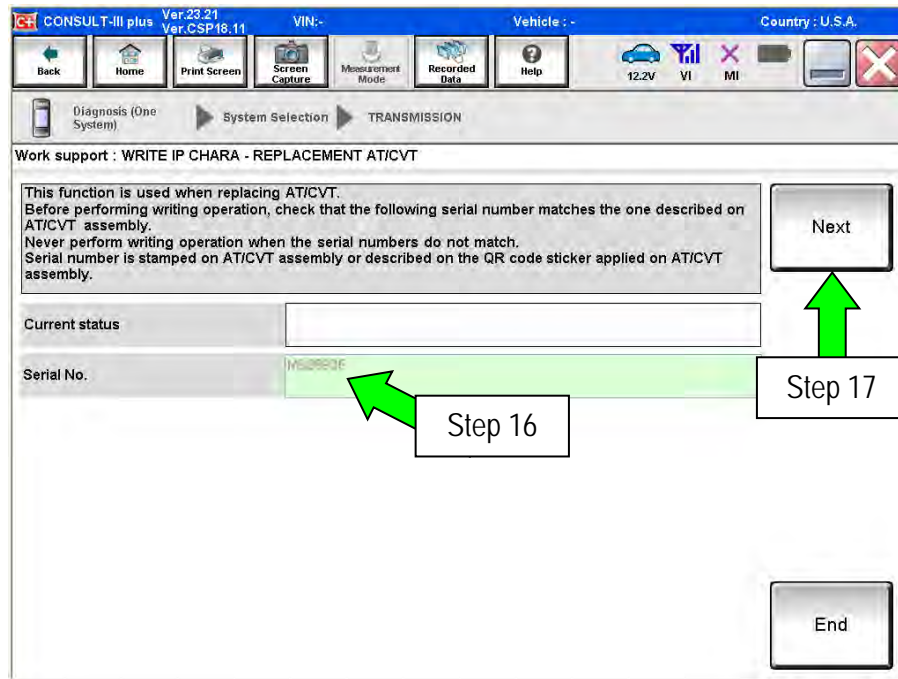 C+ CONSULT-III plus Ver.23.21 VIN:- Vehicle : - Country : U.S.A.
Ver.CSP18.11
Back Home Print Screen Screen Capture Measurement Mode Recorded Data Help 12.2V VI MI
Diagnosis (One System) System Selection TRANSMISSION
Work support : WRITE IP CHARA - REPLACEMENT AT/CVT
This function is used when replacing AT/CVT.
Before performing writing operation, check that the following serial number matches the one described on
AT/CVT assembly.
Never perform writing operation when the serial numbers do not match.
Serial number is stamped on AT/CVT assembly or described on the QR code sticker applied on AT/CVT
assembly.
Next
Current status
Serial No.
Step 17
Step 16
End